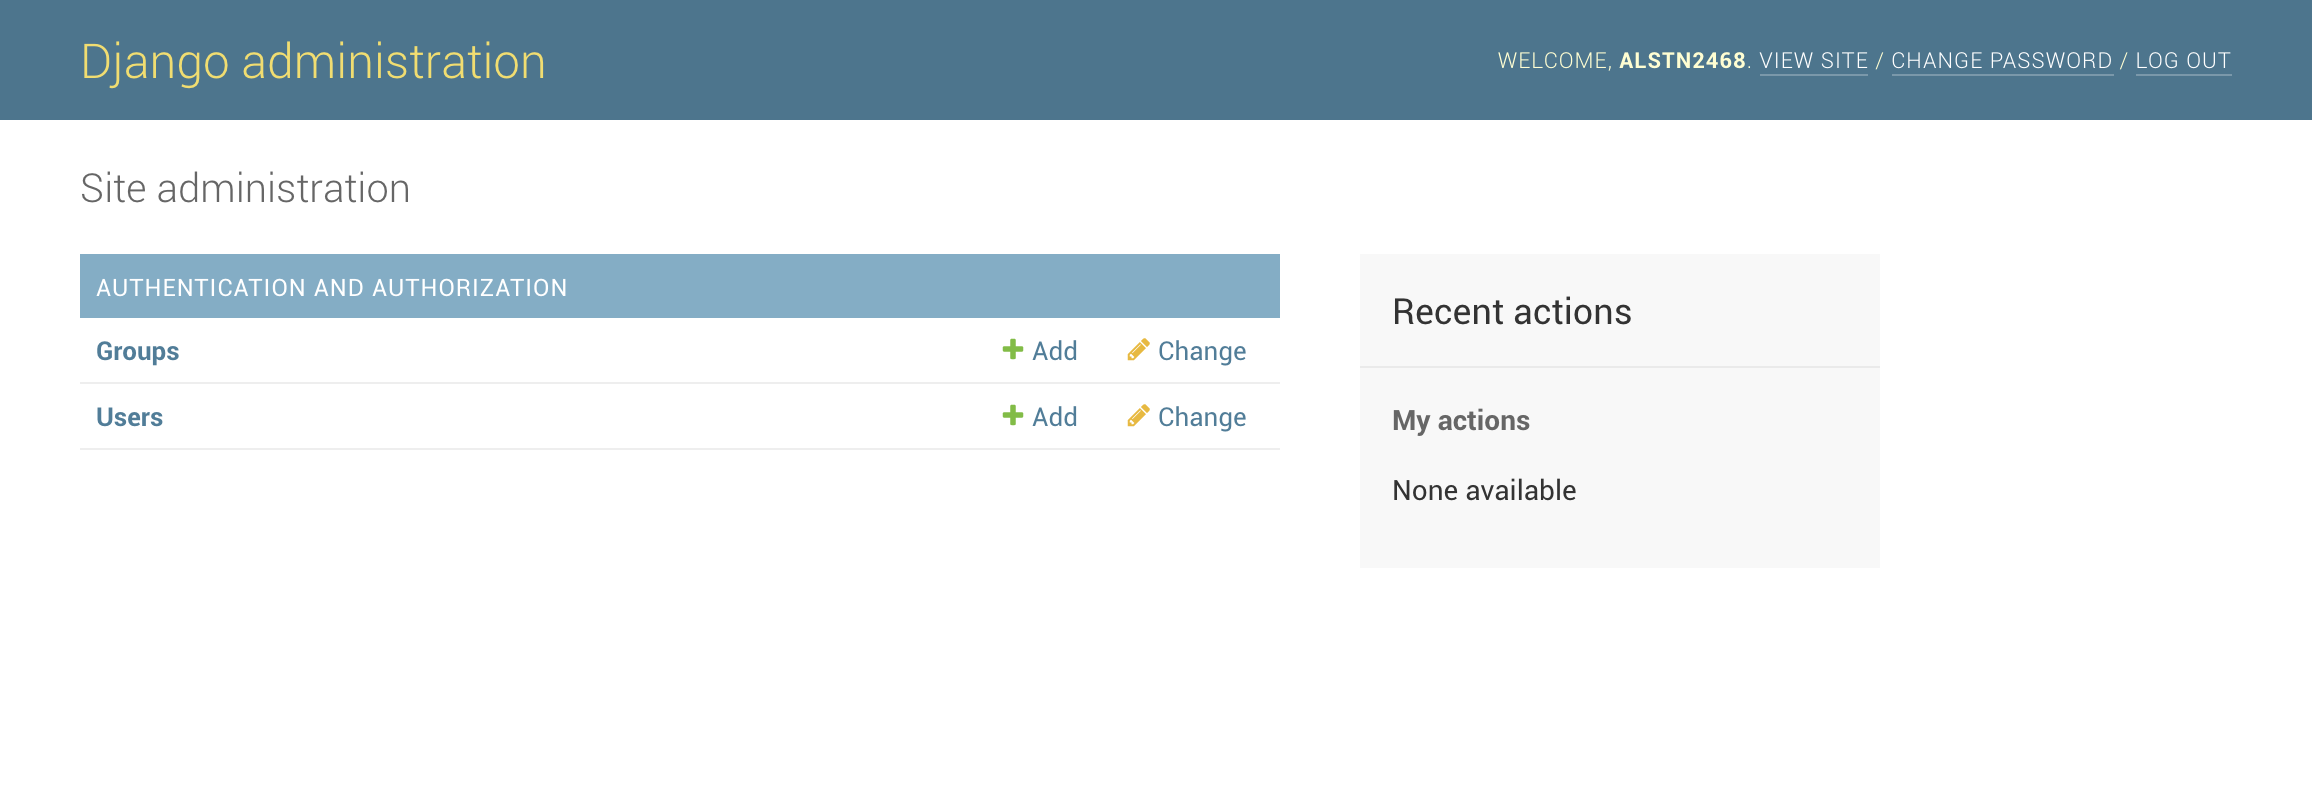 Django administration
WELCOME, ALSTN2468. VIEW SITE / CHANGE PASSWORD / LOG OUT
Site administration
AUTHENTICATION AND AUTHORIZATION
Groups Add Change
Users Add Change
Recent actions
My actions
None available